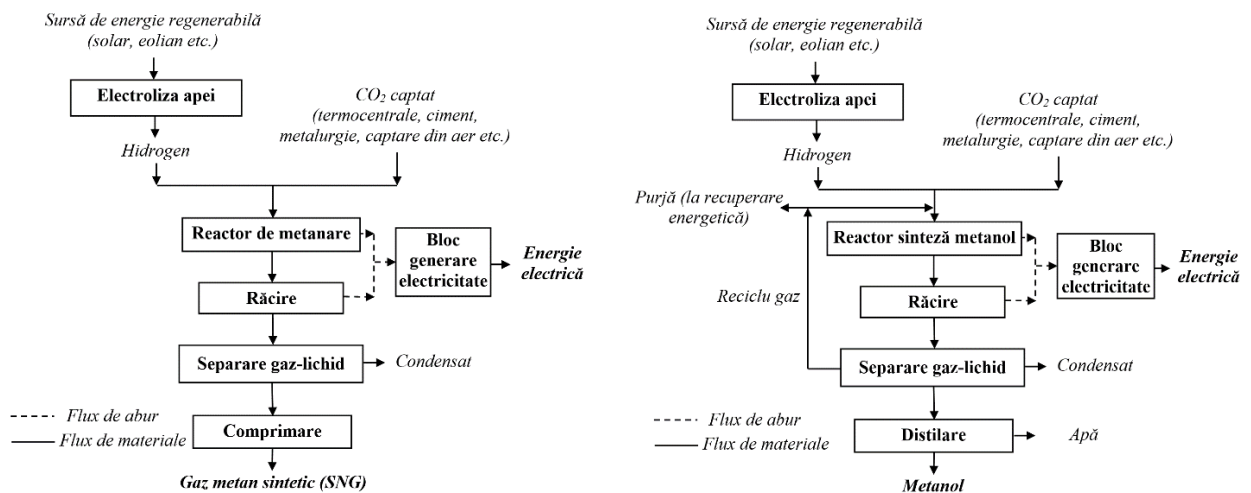 Sursă de energie regenerabilă
(solar, eolian etc.)
Electroliza apei
CO2 captat
(termocentrale, ciment,
metalurgie, captare din aer etc.)
Hidrogen
Reactor de metanare
Bloc
generare
electricitate
Energie
electrică
Răcire
Separare gaz-lichid
Condensat
Flux de abur
Flux de materiale
Comprimare
Gaz metan sintetic (SNG)
Sursă de energie regenerabilă
(solar, eolian etc.)
Electroliza apei
CO2 captat
(termocentrale, ciment,
metalurgie, captare din aer etc.)
Hidrogen
Purjă (la recuperare
energetică)
Reactor sinteză metanol
Bloc
generare
electricitate
Energie
electrică
Reciclu gaz
Răcire
Separare gaz-lichid
Condensat
Flux de abur
Flux de materiale
Distilare
Apă
Metanol